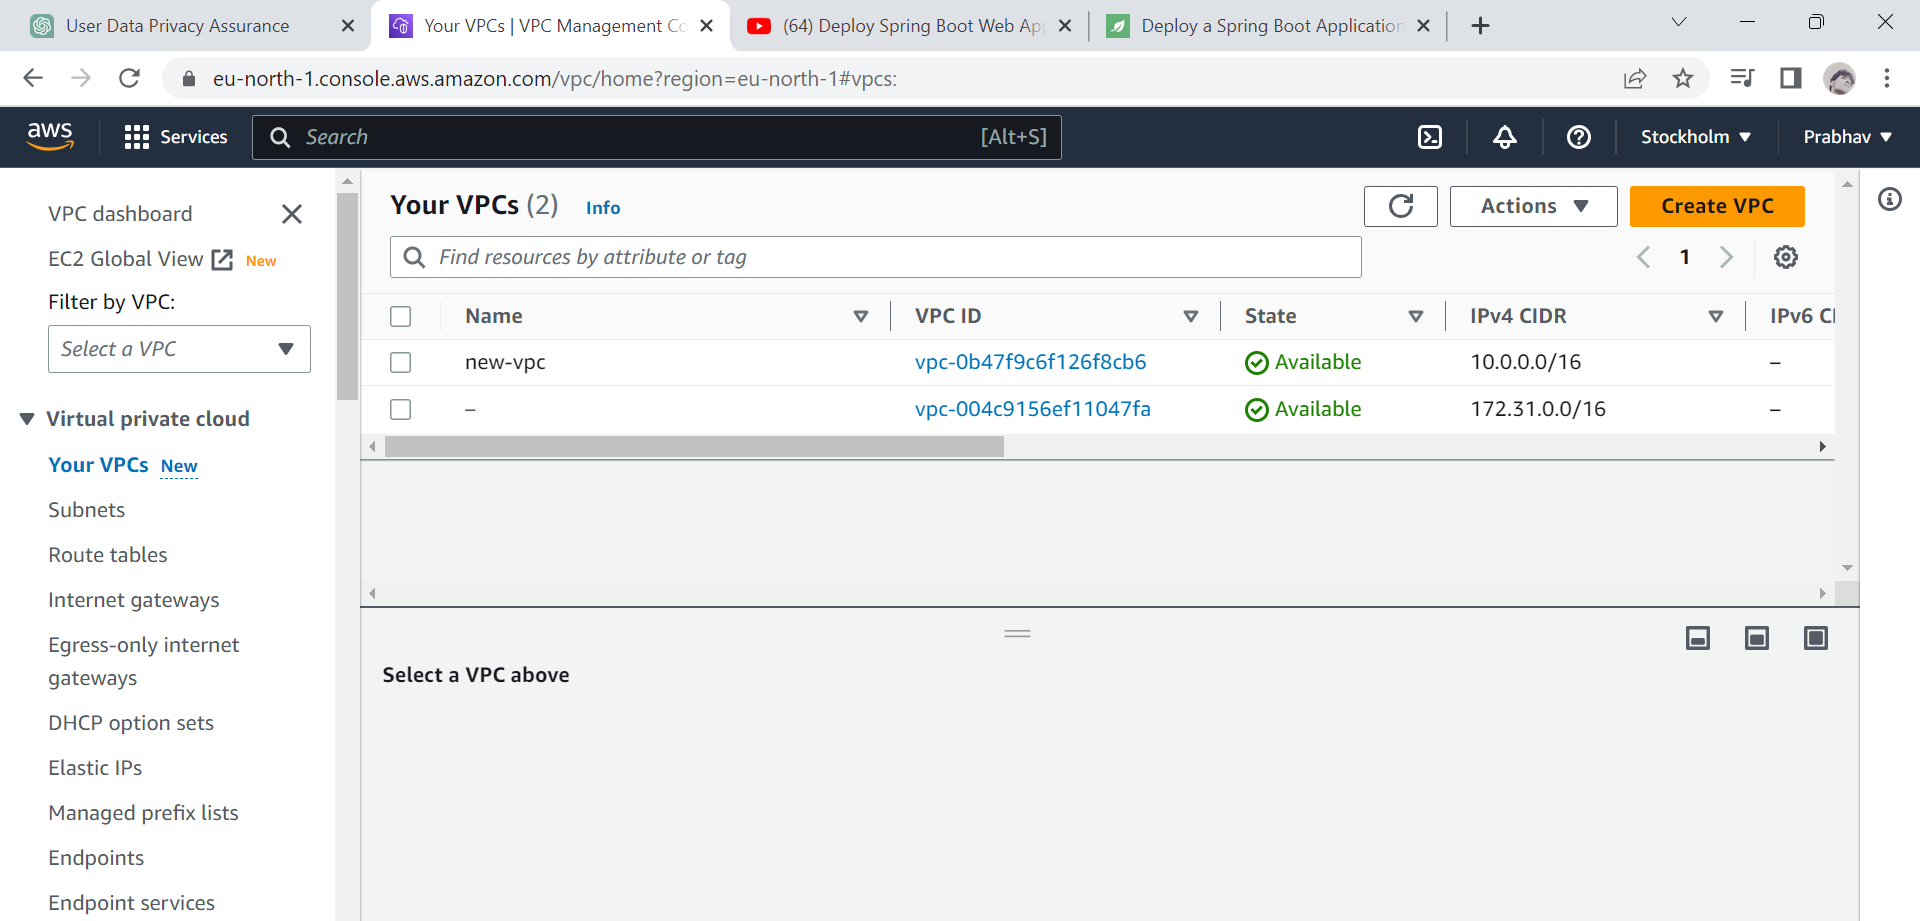 User Data Privacy Assurance
Your VPCs | VPC Management Co
(64) Deploy Spring Boot Web Ap
Deploy a Spring Boot Application
eu-north-1.console.aws.amazon.com/vpc/home?region=eu-north-1#vpcs:
aws
Services
Search
[Alt+S]
Stockholm
Prabhav
VPC dashboard
EC2 Global View New
Filter by VPC:
Select a VPC
Virtual private cloud
Your VPCs New
Subnets
Route tables
Internet gateways
Egress-only internet
gateways
DHCP option sets
Elastic IPs
Managed prefix lists
Endpoints
Endpoint services
Your VPCs (2) Info
Actions
Create VPC
Find resources by attribute or tag
1
Name VPC ID State IPv4 CIDR IPv6 CI
new-vpc vpc-0b47f9c6f126f8cb6 Available 10.0.0.0/16 –
– vpc-004c9156ef11047fa Available 172.31.0.0/16 –
Select a VPC above